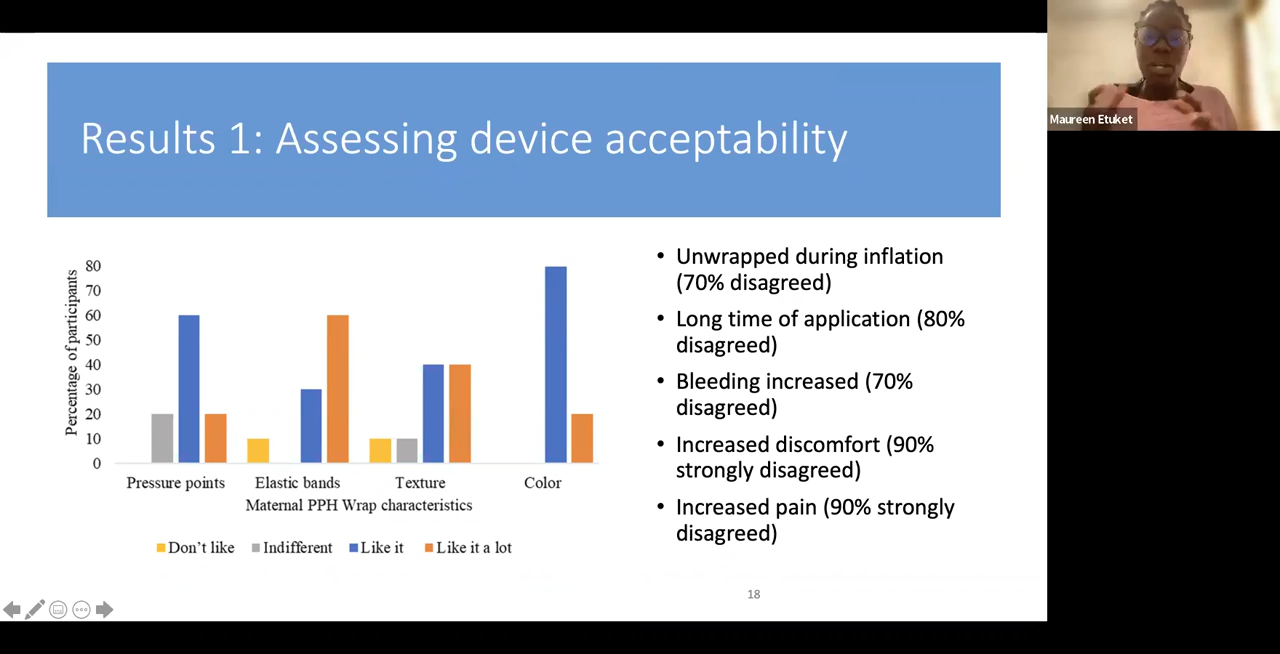 Maureen Etuket
Results 1: Assessing device acceptability
Percentage of participants
80
70
60
50
40
30
20
10
0
Pressure points Elastic bands Texture Color
Maternal PPH Wrap characteristics
Don't like Indifferent Like it Like it a lot
• Unwrapped during inflation
(70% disagreed)
• Long time of application (80%
disagreed)
• Bleeding increased (70%
disagreed)
• Increased discomfort (90%
strongly disagreed)
• Increased pain (90% strongly
disagreed)
18